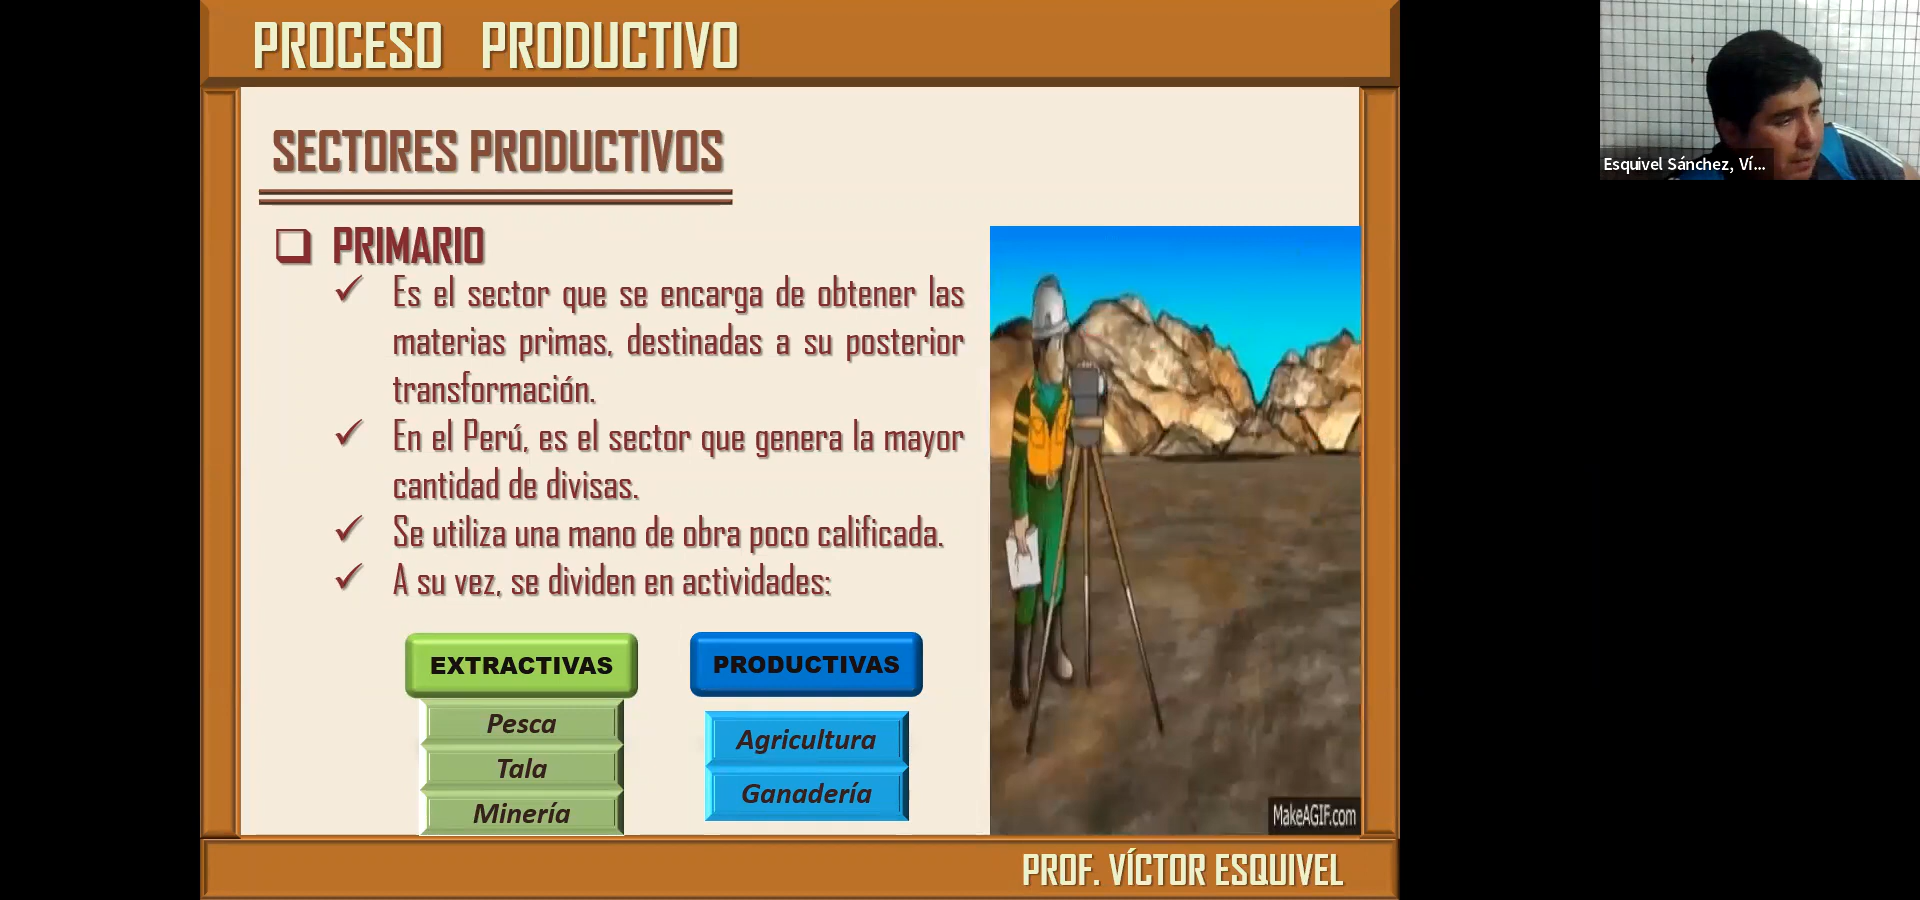 PROCESO PRODUCTIVO
SECTORES PRODUCTIVOS
PRIMARIO
Es el sector que se encarga de obtener las
materias primas, destinadas a su posterior
transformación.
En el Perú, es el sector que genera la mayor
cantidad de divisas.
Se utiliza una mano de obra poco calificada.
A su vez, se dividen en actividades:
EXTRACTIVAS
Pesca
Tala
Minería
PRODUCTIVAS
Agricultura
Ganadería
MakeAGIF.com
PROF. VÍCTOR ESQUIVEL
Esquivel Sánchez, Ví...